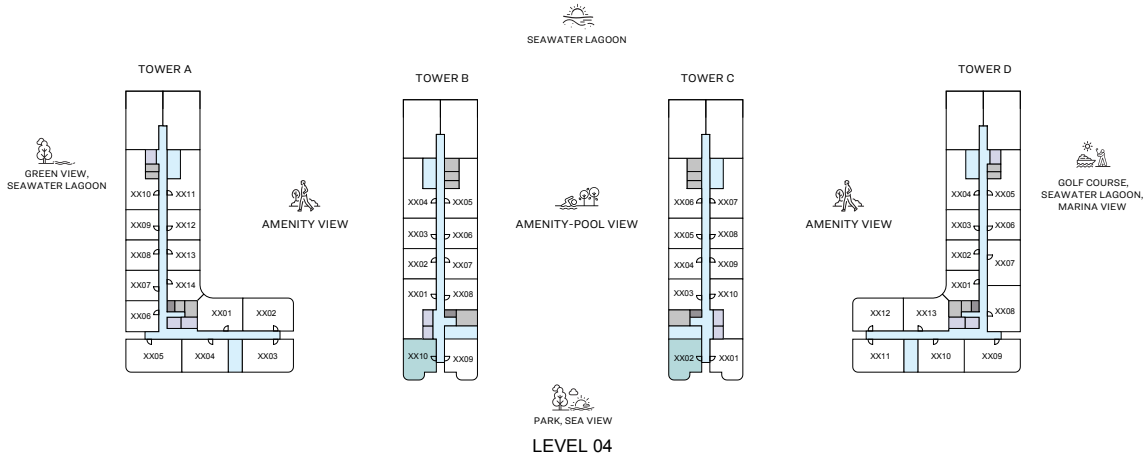 SEAWATER LAGOON
TOWER A
TOWER B
TOWER C
TOWER D
GREEN VIEW,
SEAWATER LAGOON
AMENITY VIEW
AMENITY-POOL VIEW
AMENITY VIEW
GOLF COURSE,
SEAWATER LAGOON,
MARINA VIEW
XX10 XX11
XX09 XX12
XX08 XX13
XX07 XX14
XX06 XX01 XX02
XX05 XX04 XX03
XX04 XX05
XX03 XX06
XX02 XX07
XX01 XX08
XX10 XX09
XX06 XX07
XX05 XX08
XX04 XX09
XX03 XX10
XX02 XX01
XX04 XX05
XX03 XX06
XX02 XX07
XX01
XX12 XX13 XX08
XX11 XX10 XX09
PARK, SEA VIEW
LEVEL 04